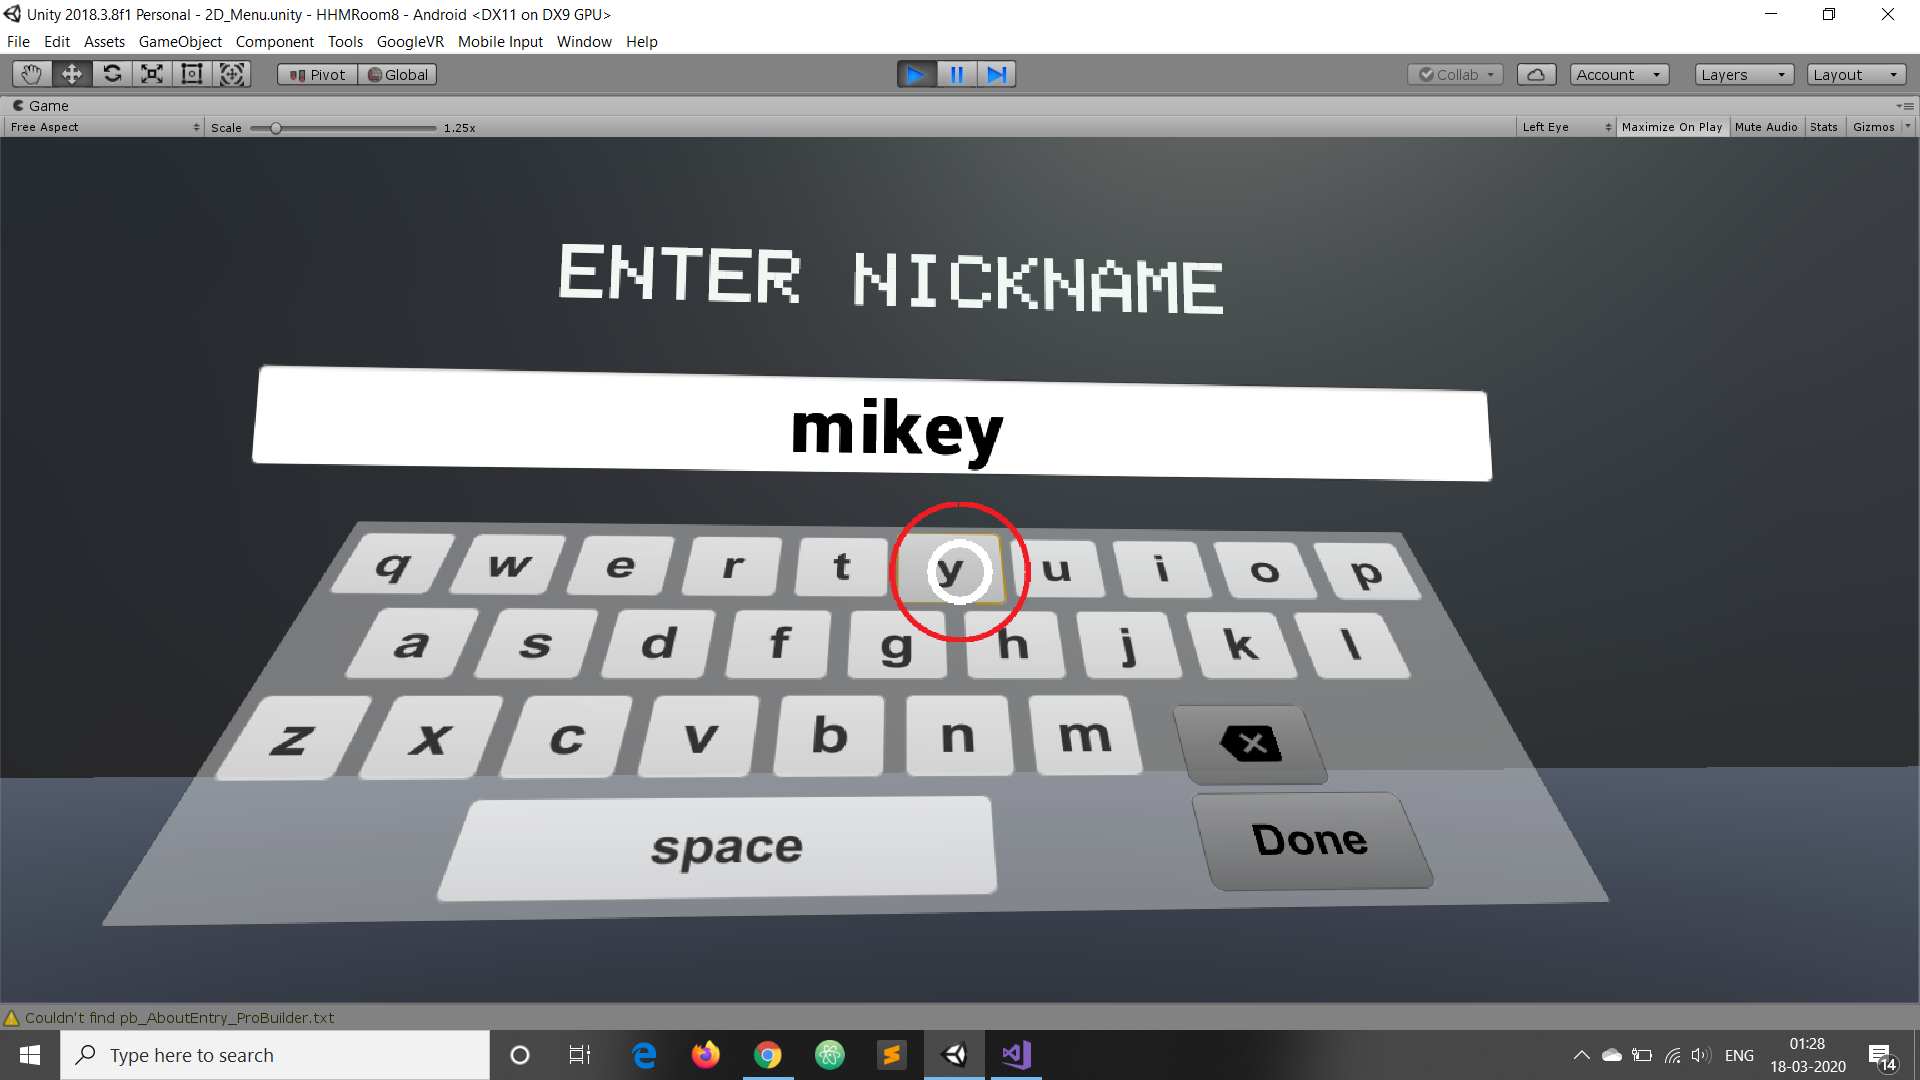 Unity 2018.3.8f1 Personal - 2D_Menu.unity - HHMRoom8 - Android <DX11 on DX9 GPU>
File Edit Assets GameObject Component Tools GoogleVR Mobile Input Window Help
Pivot Global Collab Account Layers Layout
Game
Free Aspect Scale 1.25x Left Eye Maximize On Play Mute Audio Stats Gizmos
ENTER NICKNAME
mikey
q w e r t y u i o p
a s d f g h j k l
z x c v b n m
space Done
Couldn't find pb_AboutEntry_ProBuilder.txt
Type here to search ENG 01:28
18-03-2020 14